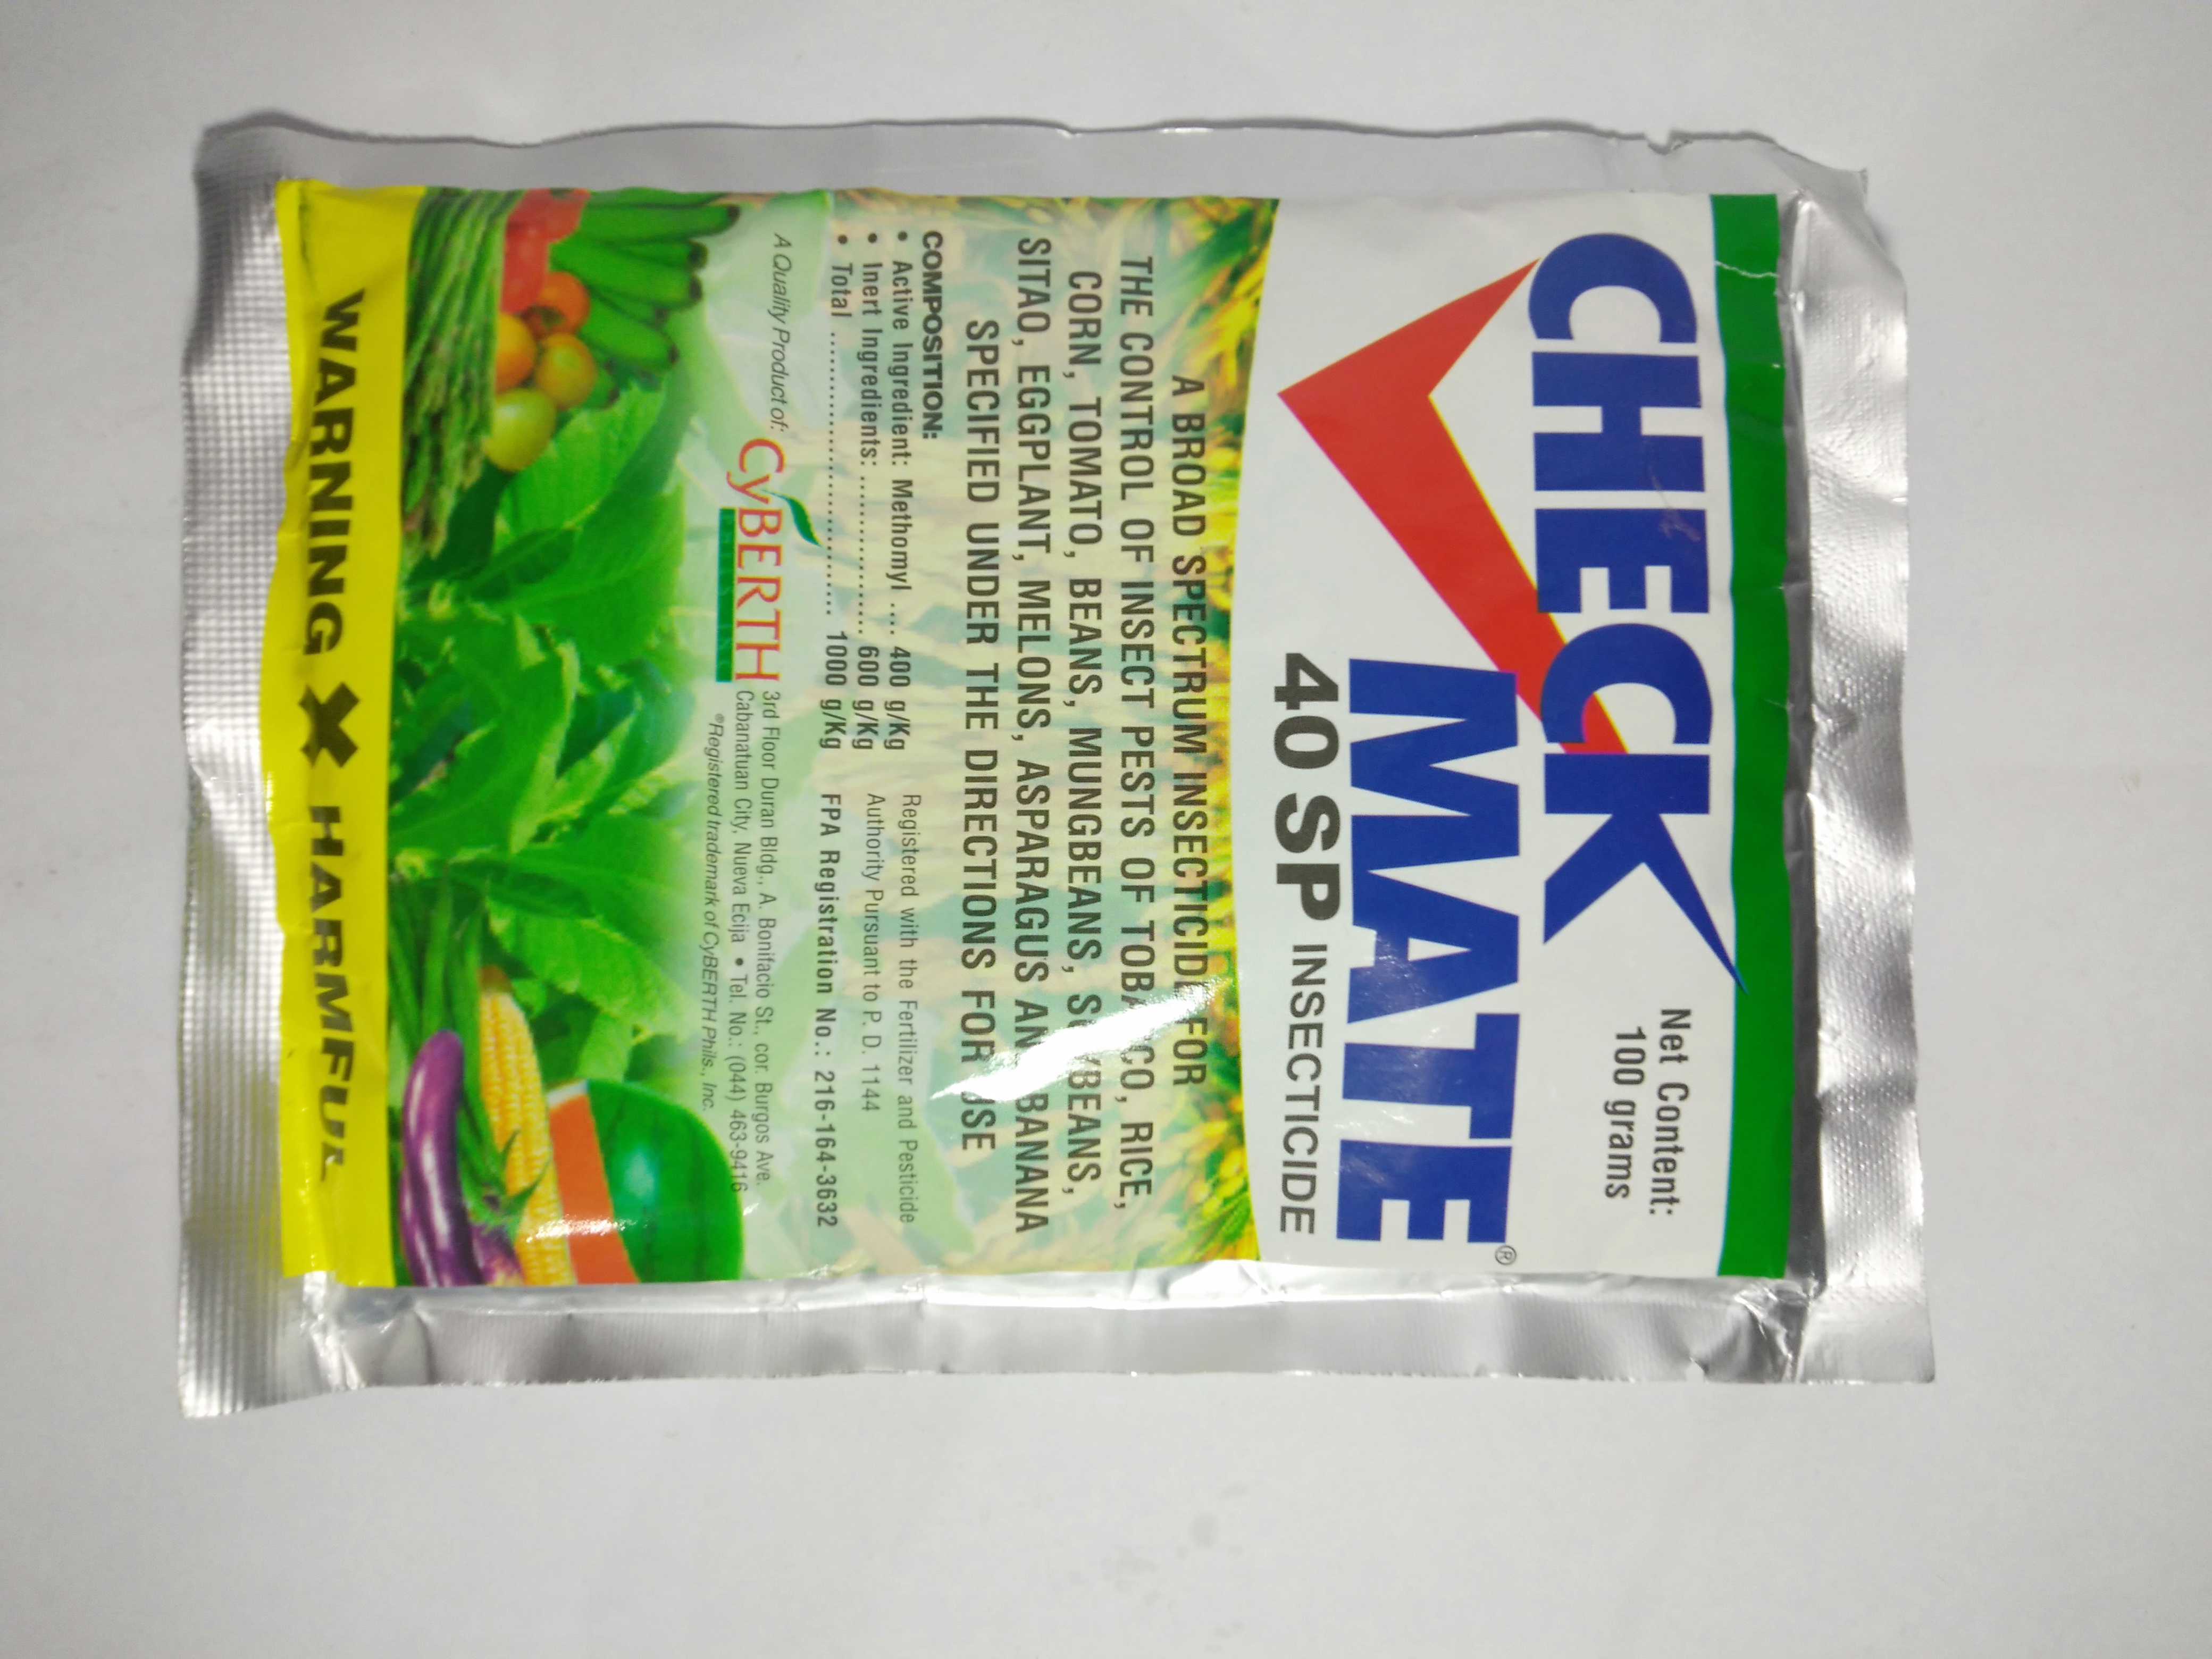 CHECK
MATE®
Net Content:
100 grams
40 SP INSECTICIDE
A BROAD SPECTRUM INSECTICIDE FOR
THE CONTROL OF INSECT PESTS OF TOBACCO, RICE,
CORN, TOMATO, BEANS, MUNGBEANS, SOYBEANS,
SITAO, EGGPLANT, MELONS, ASPARAGUS AND BANANA
SPECIFIED UNDER THE DIRECTIONS FOR USE
COMPOSITION:
• Active Ingredient: Methomyl .... 400 g/Kg
• Inert Ingredients: .................. 600 g/Kg
• Total ................................ 1000 g/Kg
Registered with the Fertilizer and Pesticide
Authority Pursuant to P. D. 1144
FPA Registration No.: 216-164-3632
A Quality Product of:
CyBERTH
PHILS., INC.
3rd Floor Duran Bldg., A. Bonifacio St., cor. Burgos Ave.
Cabanatuan City, Nueva Ecija • Tel. No.: (044) 463-9416
®Registered trademark of CyBERTH Phils., Inc.
WARNING HARMFUL